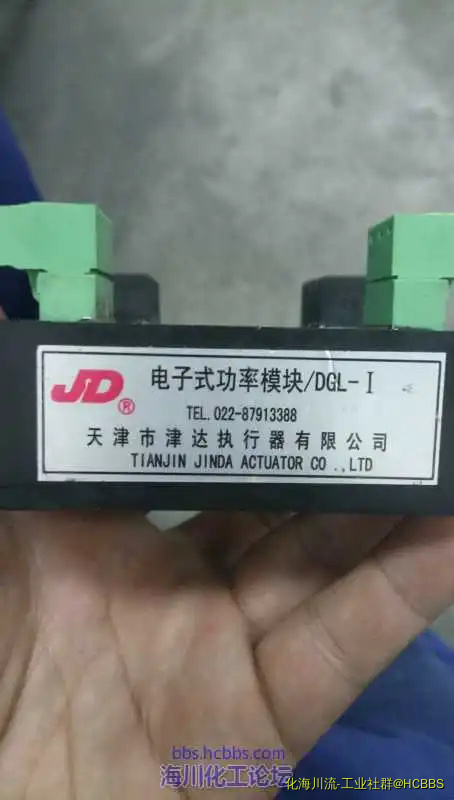 JD® 电子式功率模块/DGL-Ⅰ
TEL.022-87913388
天津市津达执行器有限公司
TIANJIN JINDA ACTUATOR CO .,LTD
bbs.hcbbs.com
海川化工论坛
化海川流-工业社群@HCBBS